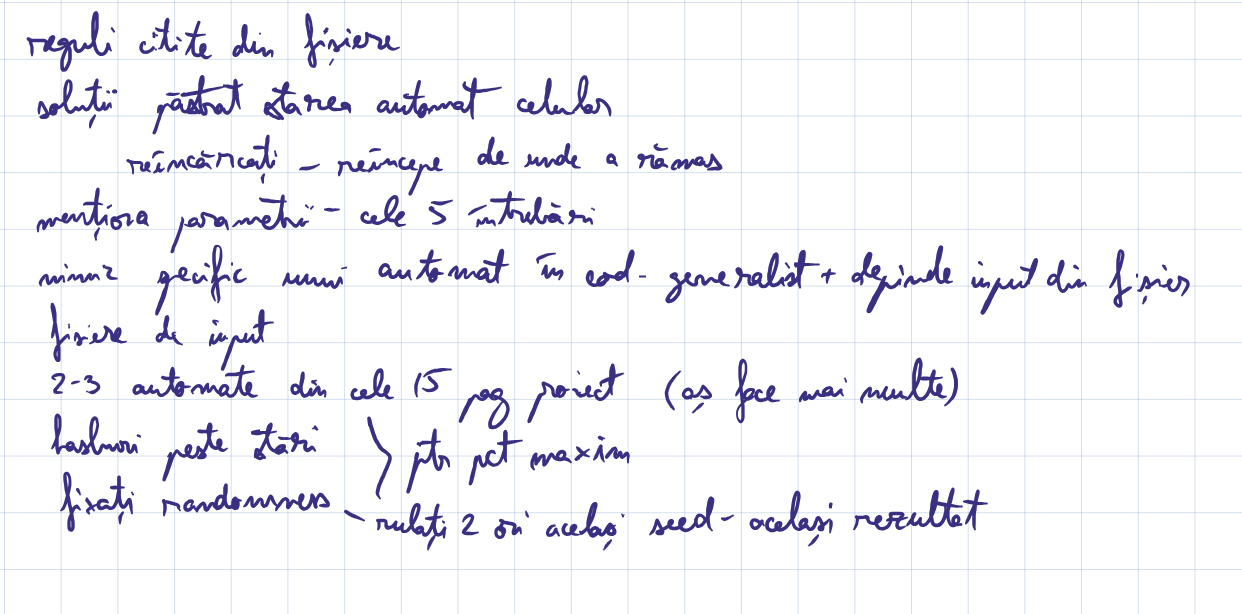 reguli citite din fișiere
soluții păstrat starea automat celular
reîncărcați - reîncepe de unde a rămas
menționa parametrii - cele 5 întrebări
nimic specific unui automat în cod - generalist + depinde input din fișier
fișiere de input
2-3 automate din cele 15 pag proiect (aș face mai multe)
hashuri peste stări } ptr pct maxim
fixați randomness - rulați 2 ori același seed - același rezultat